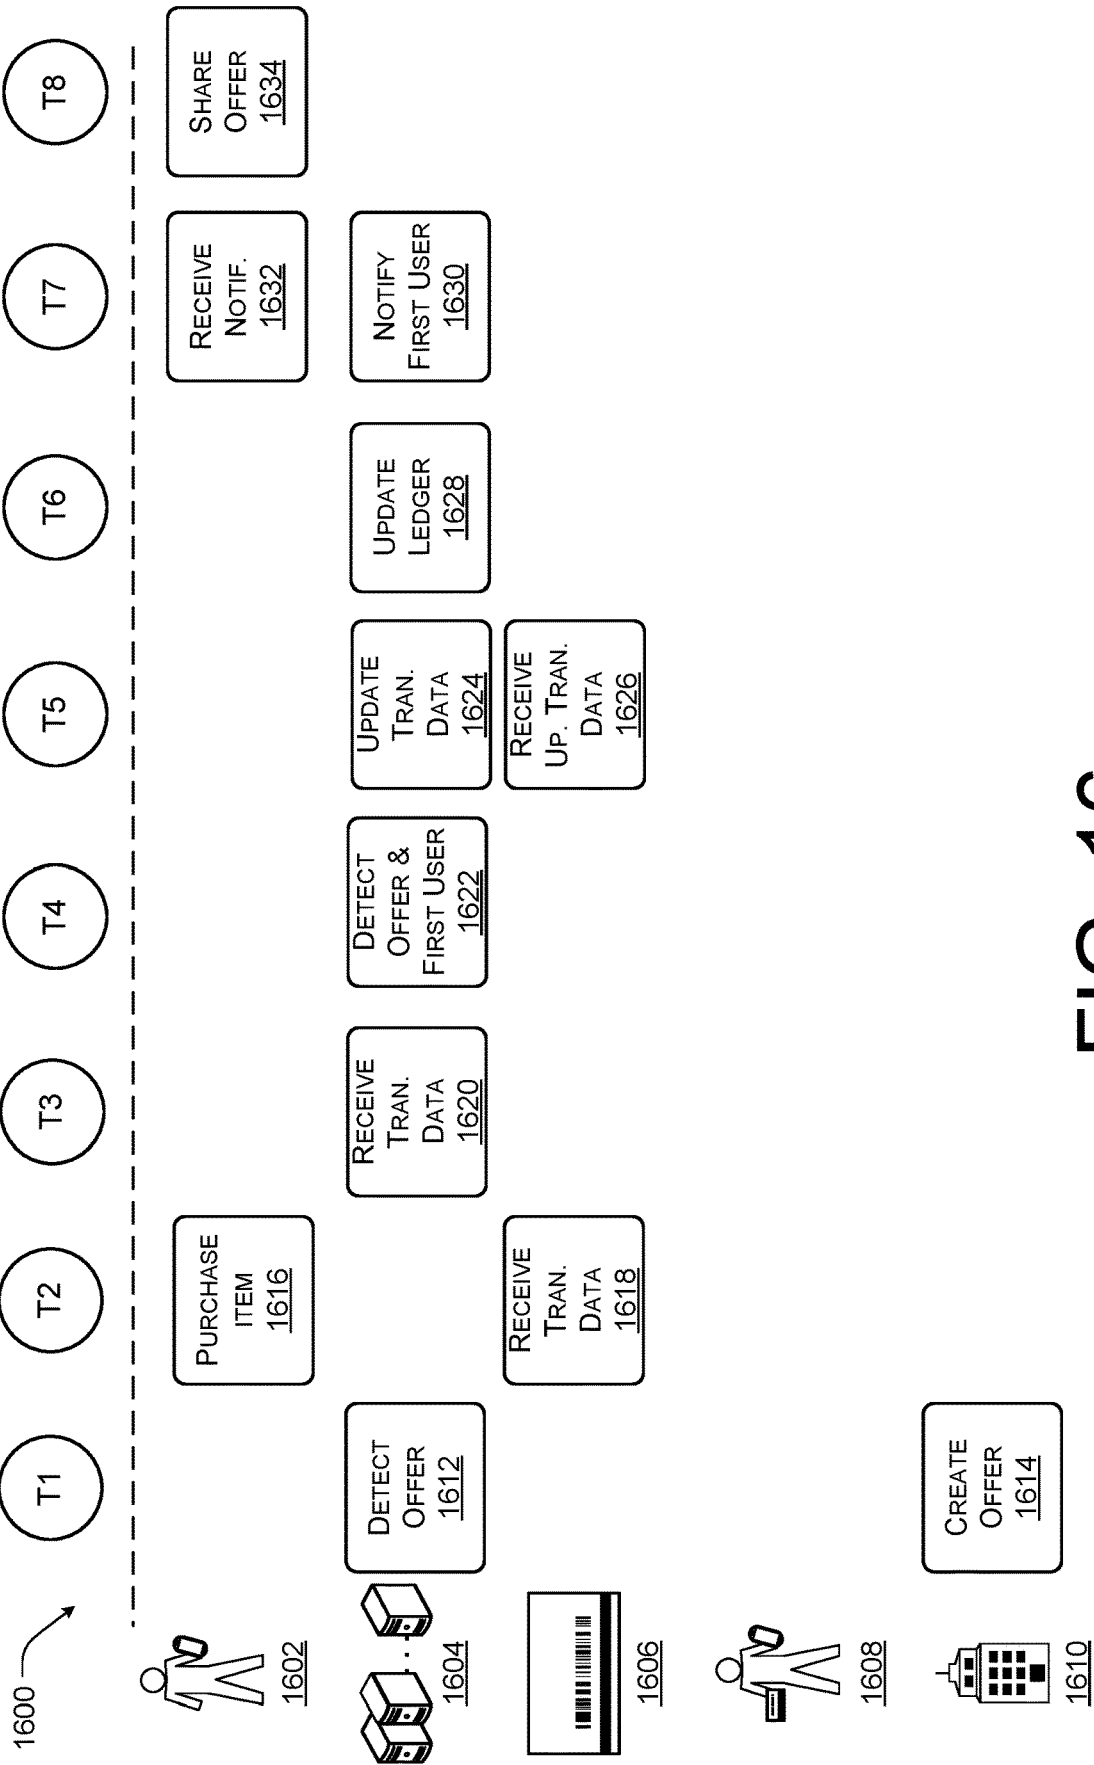 1600
T1
T2
T3
T4
T5
T6
T7
T8
1602
PURCHASE
ITEM
1616
RECEIVE
NOTIF.
1632
SHARE
OFFER
1634
1604
DETECT
OFFER
1612
RECEIVE
TRAN.
DATA
1620
DETECT
OFFER &
FIRST USER
1622
UPDATE
TRAN.
DATA
1624
UPDATE
LEDGER
1628
NOTIFY
FIRST USER
1630
1606
RECEIVE
TRAN.
DATA
1618
RECEIVE
UP. TRAN.
DATA
1626
1608
1610
CREATE
OFFER
1614